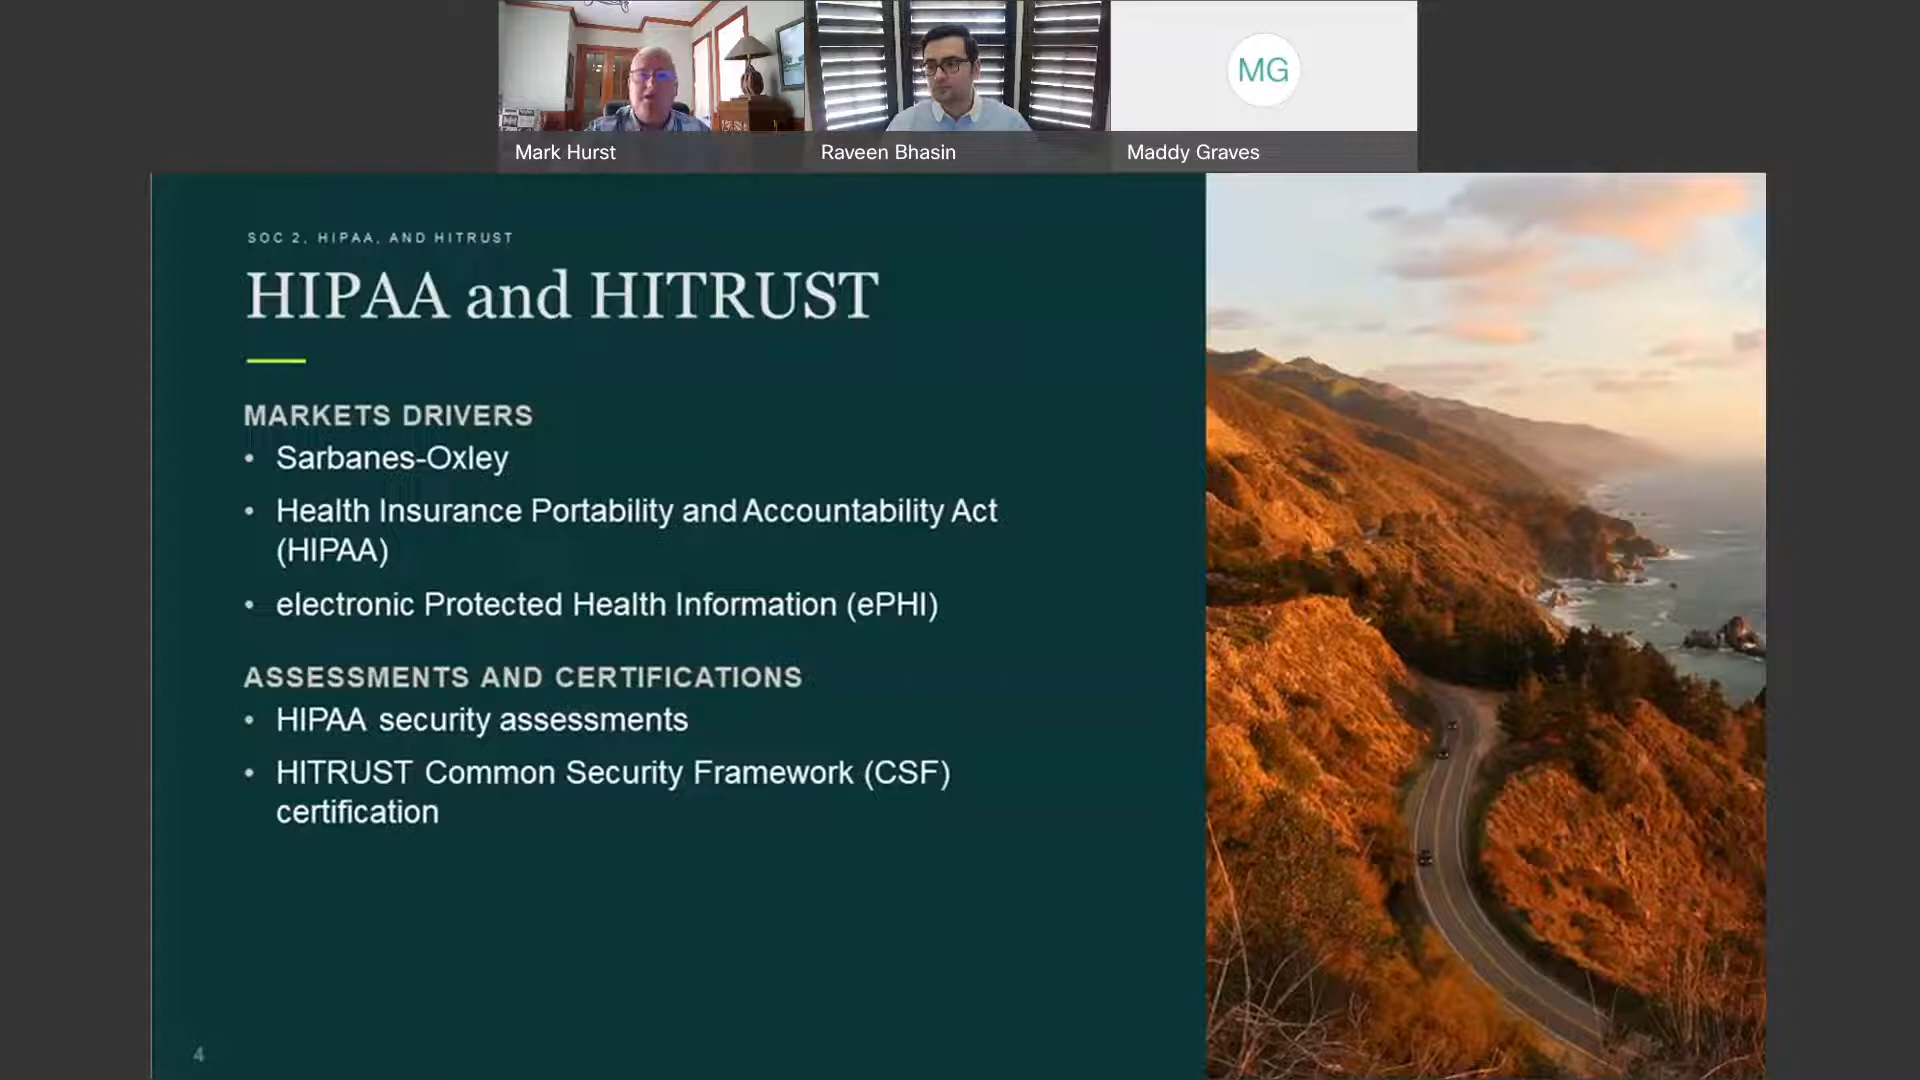 MG
Mark Hurst
Raveen Bhasin
Maddy Graves
SOC 2, HIPAA, AND HITRUST
HIPAA and HITRUST
MARKETS DRIVERS
• Sarbanes-Oxley
• Health Insurance Portability and Accountability Act
(HIPAA)
• electronic Protected Health Information (ePHI)
ASSESSMENTS AND CERTIFICATIONS
• HIPAA security assessments
• HITRUST Common Security Framework (CSF)
certification
4